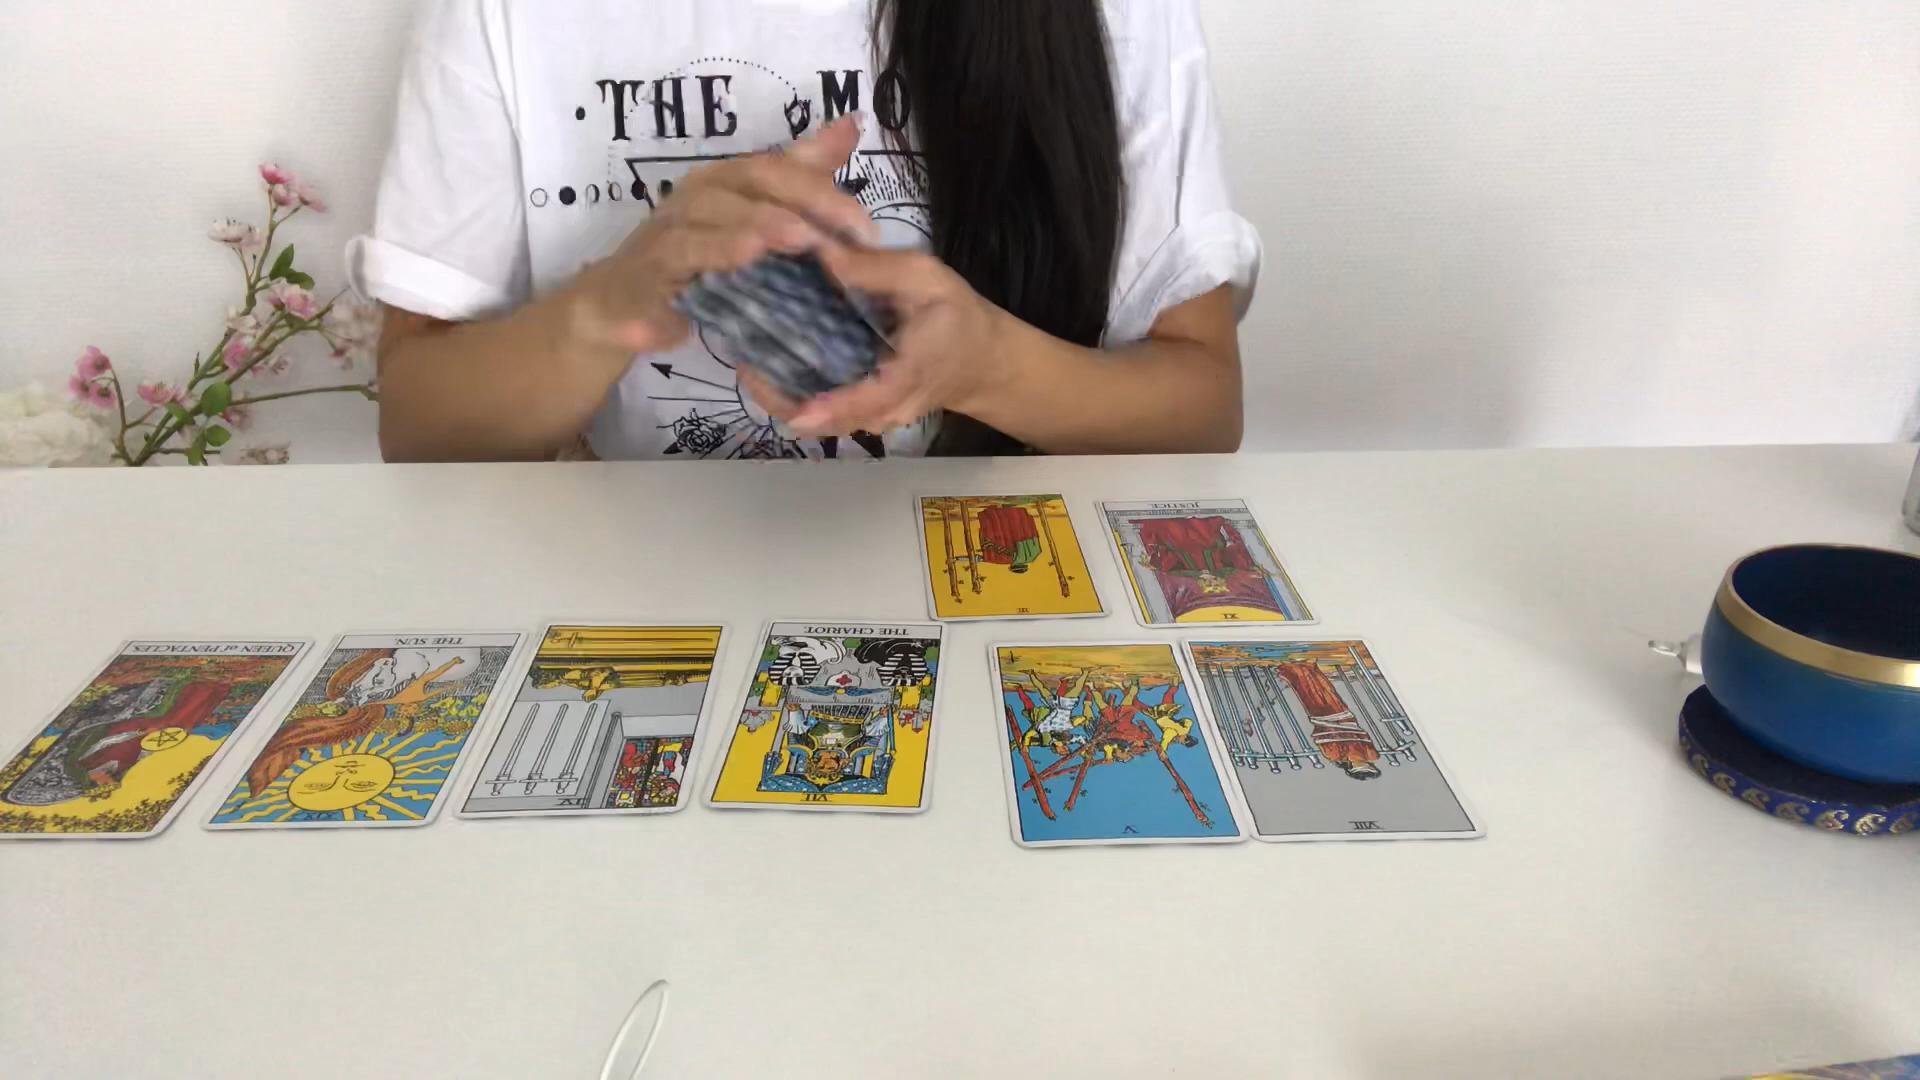 THE MO
III
JUSTICE.
XI
QUEEN of PENTACLES
THE SUN.
XIX
IV
THE CHARIOT.
VII
V
VIII